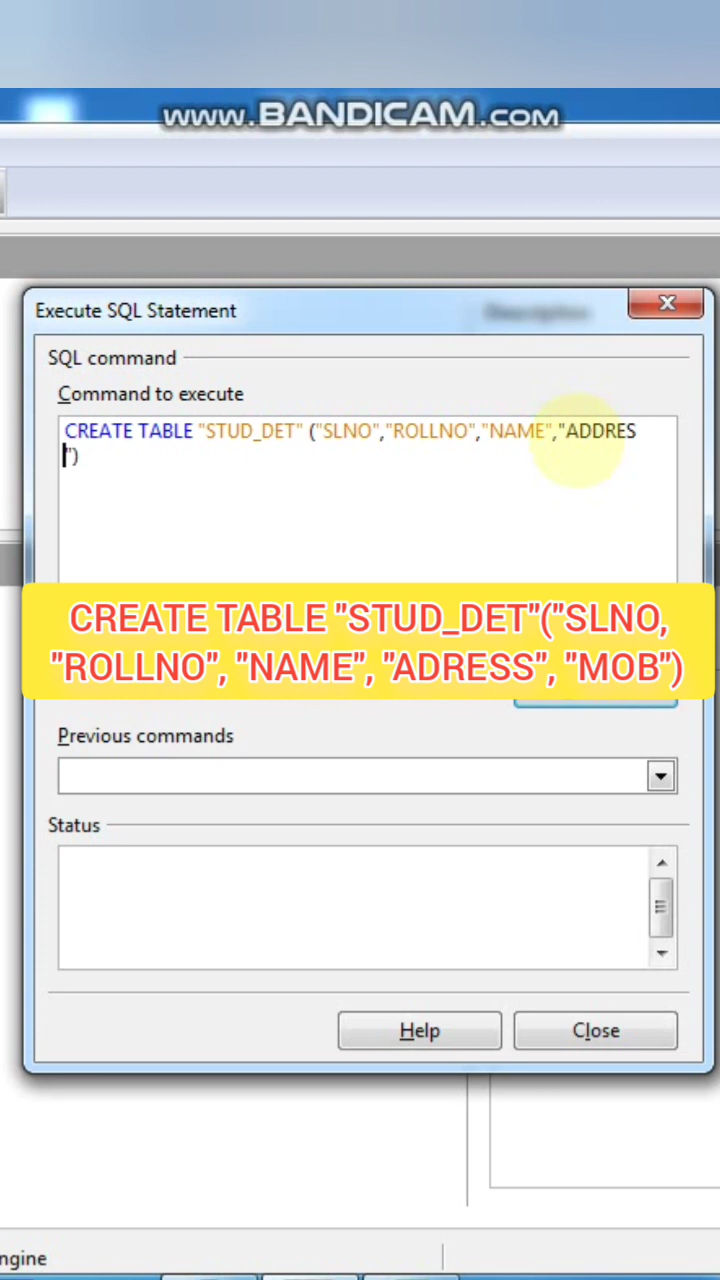 www.BANDICAM.com
Execute SQL Statement
Description
SQL command
Command to execute
CREATE TABLE "STUD_DET" ("SLNO","ROLLNO","NAME","ADDRES
")
CREATE TABLE "STUD_DET"("SLNO,
"ROLLNO", "NAME", "ADRESS", "MOB")
Previous commands
Status
Help
Close
ngine